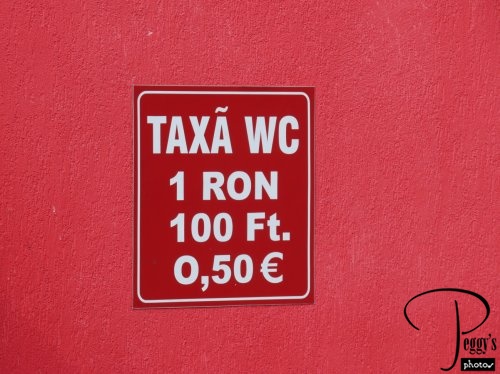 TAXÃ WC
1 RON
100 Ft.
0,50 €
Peggy's
photos